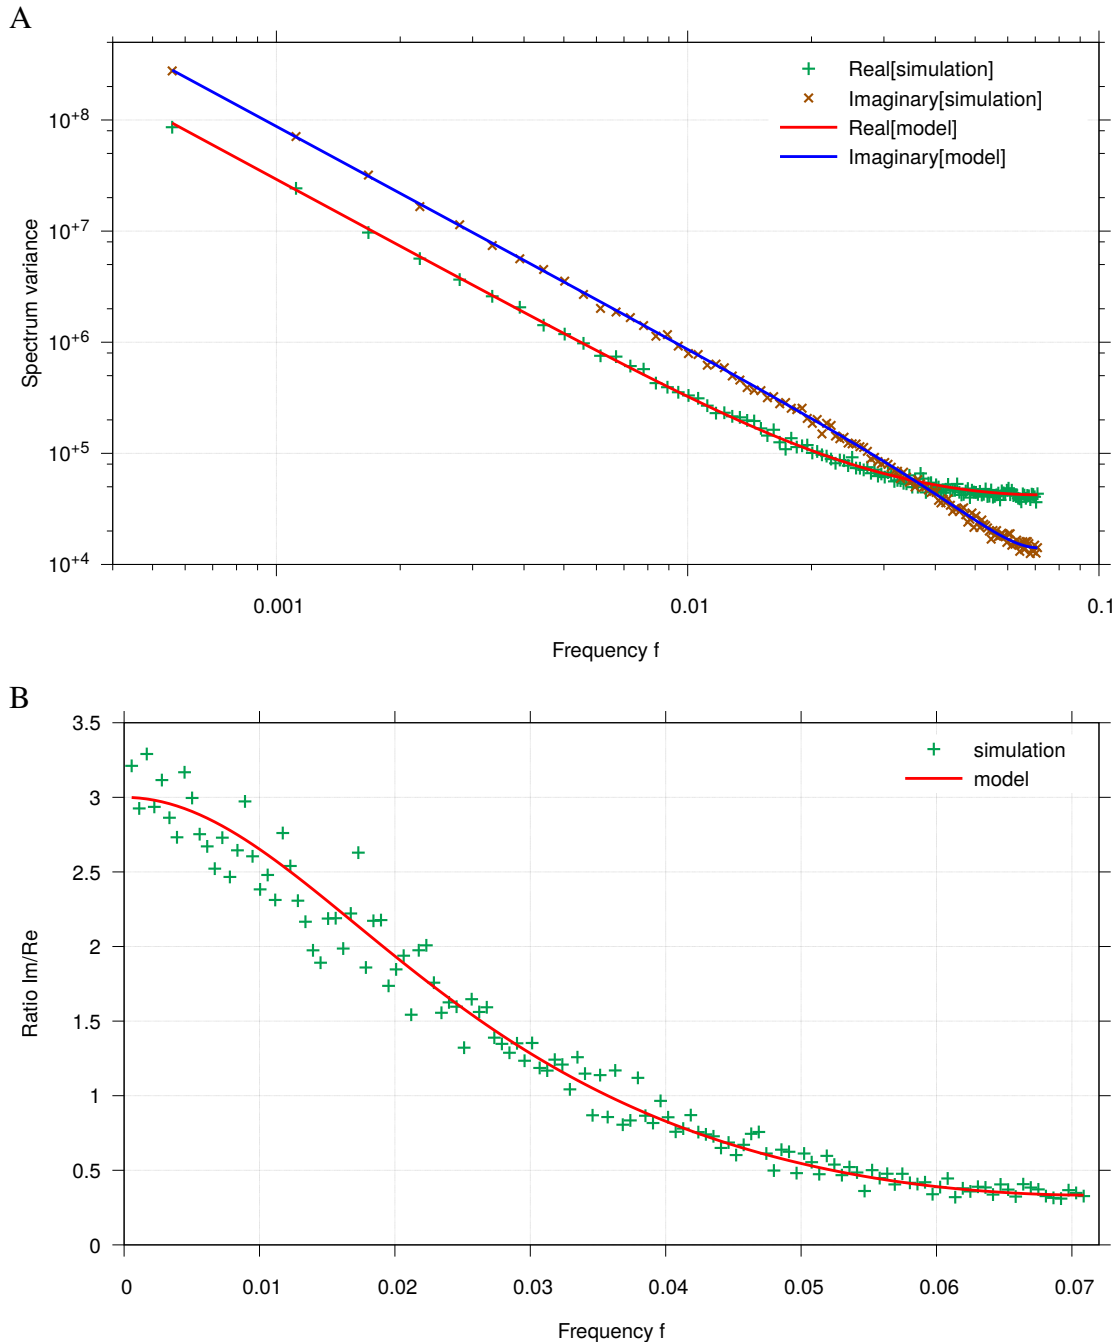 A
Real[simulation]
Imaginary[simulation]
Real[model]
Imaginary[model]
10+8
10+7
10+6
10+5
10+4
Spectrum variance
0.001 0.01 0.1
Frequency f
B
simulation
model
3.5
3
2.5
2
1.5
1
0.5
0
Ratio Im/Re
0 0.01 0.02 0.03 0.04 0.05 0.06 0.07
Frequency f